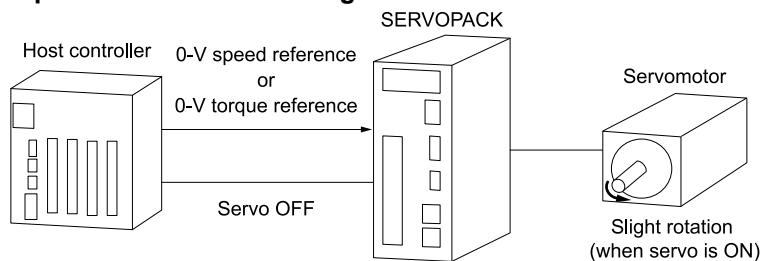 SERVOPACK
Host controller
0-V speed reference
or
0-V torque reference
Servo OFF
Servomotor
Slight rotation
(when servo is ON)